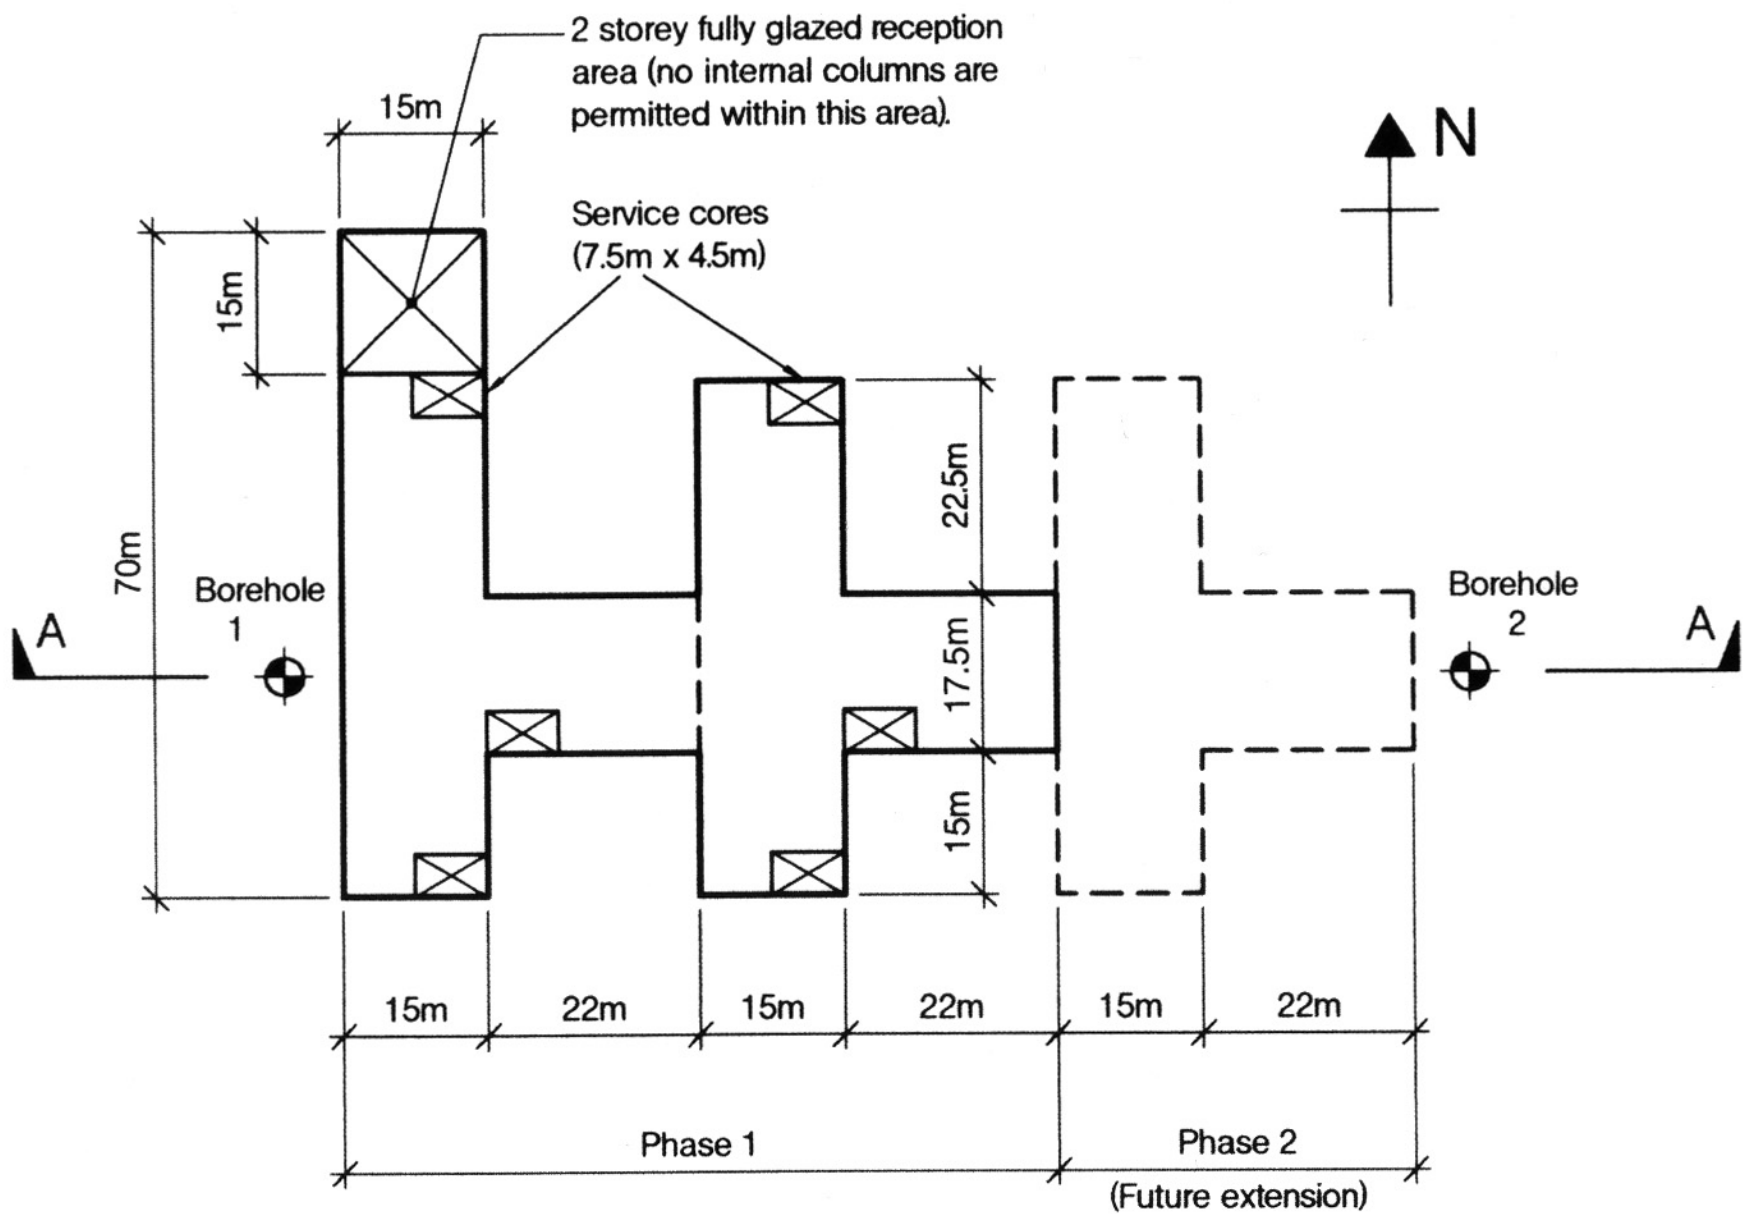 2 storey fully glazed reception
area (no internal columns are
permitted within this area).
15m
N
Service cores
(7.5m x 4.5m)
15m
22.5m
70m
Borehole
1
Borehole
2
A
A
17.5m
15m
15m
22m
15m
22m
15m
22m
Phase 1
Phase 2
(Future extension)